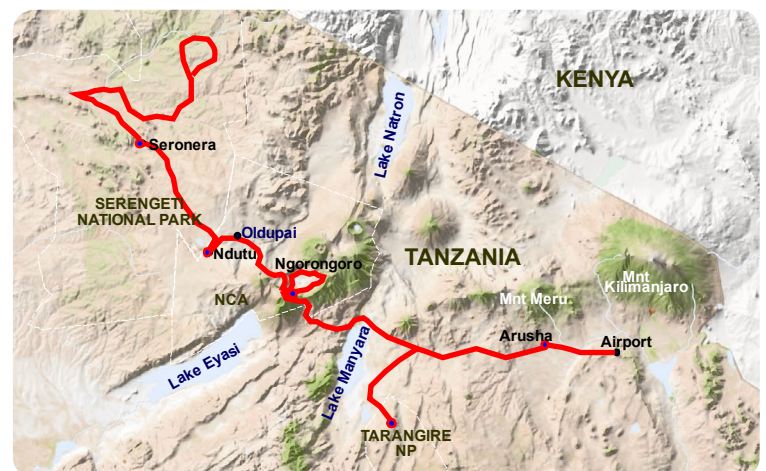 KENYA
Lake Natron
Seronera
SERENGETI
NATIONAL PARK
Oldupai
Ndutu
Ngorongoro
TANZANIA
NCA
Mnt
Kilimanjaro
Mnt Meru
Arusha
Airport
Lake Eyasi
Lake Manyara
TARANGIRE
NP